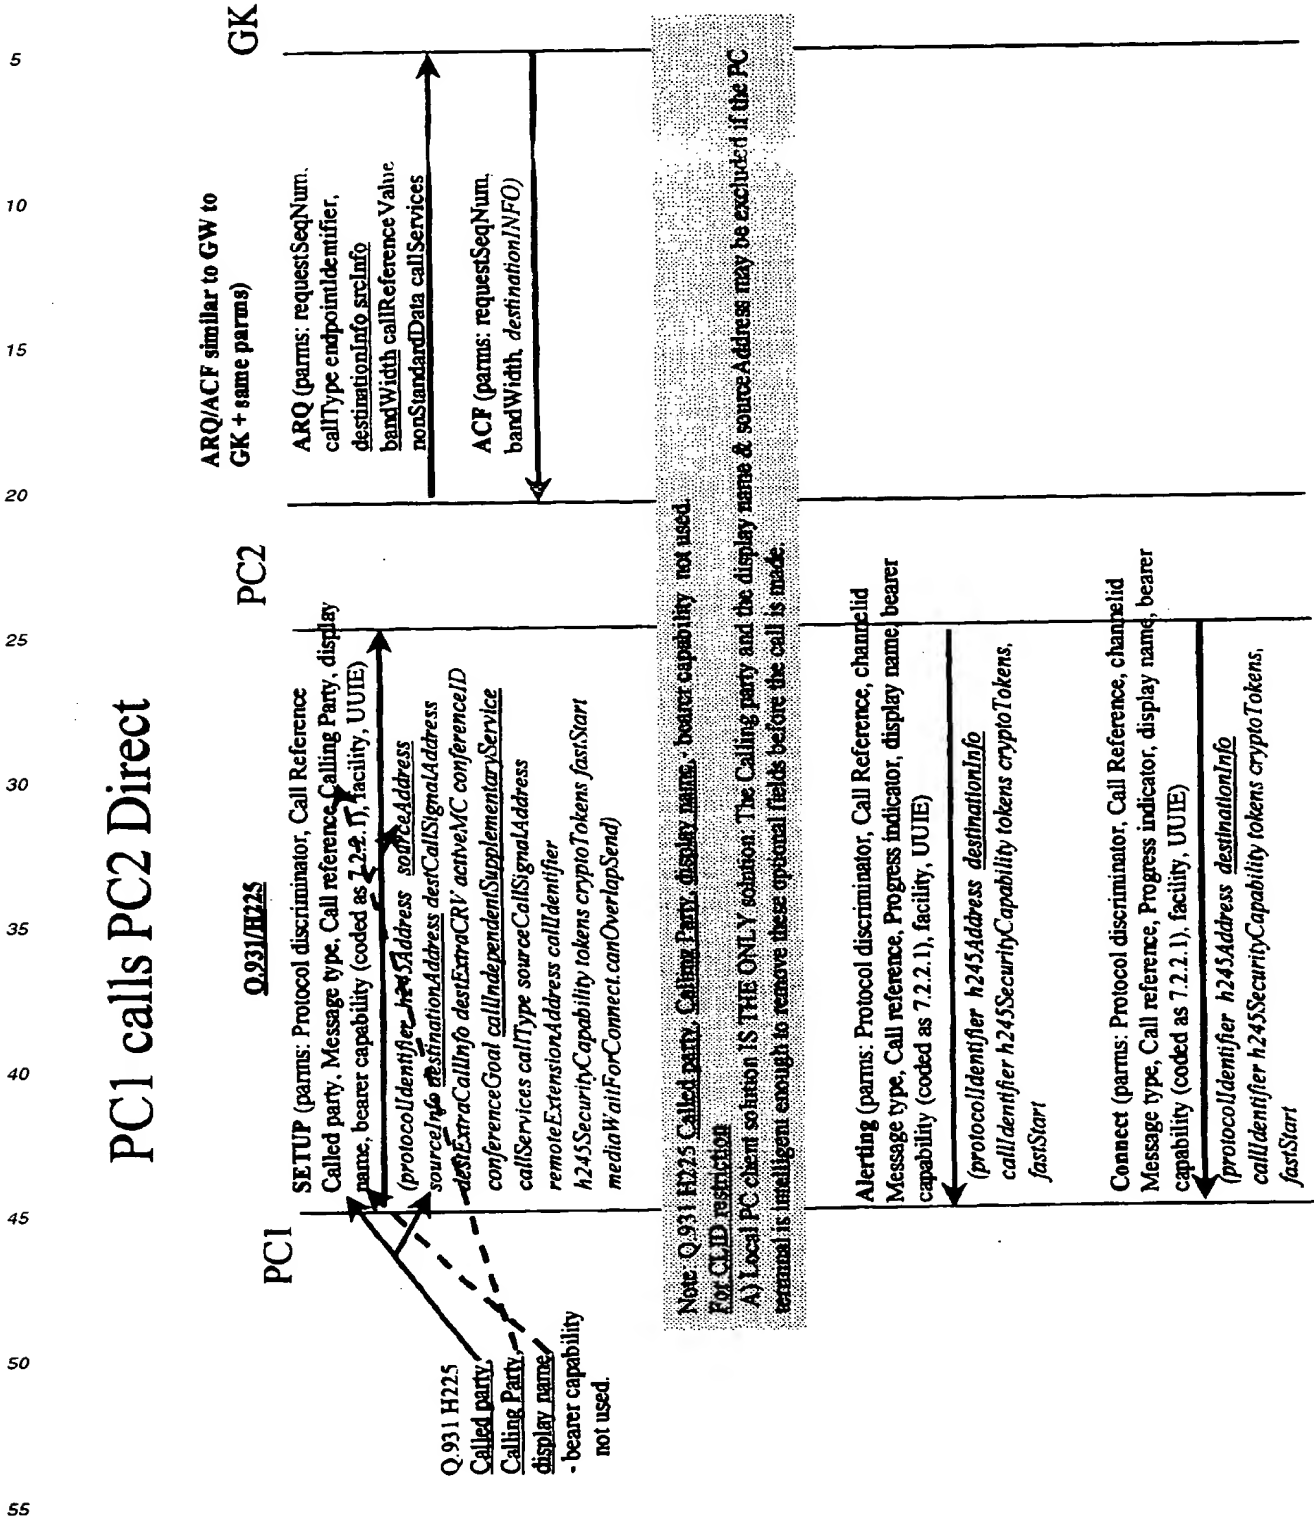 PC1 calls PC2 Direct
PC1
Q.931/H225
PC2
GK
SETUP (parms: Protocol discriminator, Call Reference
Called party, Message type, Call reference, Calling Party, display
name, bearer capability (coded as 7.2.2.1), facility, UUIE)
(protocolIdentifier h245Address sourceAddress
sourceInfo destinationAddress destCallSignalAddress
destExtraCallInfo destExtraCRV activeMC conferenceID
conferenceGoal callIndependentSupplementaryService
callServices callType sourceCallSignalAddress
remoteExtensionAddress callIdentifier
h245SecurityCapability tokens cryptoTokens fastStart
mediaWaitForConnect.canOverlapSend)
ARQ/ACF similar to GW to
GK + same parms)
ARQ (parms: requestSeqNum.
callType endpointIdentifier,
destinationInfo srcInfo
bandWidth callReferenceValue
nonStandardData callServices
ACF (parms: requestSeqNum,
bandWidth, destinationINFO)
Q.931 H225
Called party,
Calling Party,
display name,
- bearer capability
not used.
Note: Q.931 H225 Called party, Calling Party, display name, - bearer capability not used.
For CLID restriction
A) Local PC client solution IS THE ONLY solution: The Calling party and the display name & sourceAddress may be excluded if the PC
terminal is intelligent enough to remove these optional fields before the call is made.
Alerting (parms: Protocol discriminator, Call Reference, channelid
Message type, Call reference, Progress indicator, display name, bearer
capability (coded as 7.2.2.1), facility, UUIE)
(protocolIdentifier h245Address destinationInfo
callIdentifier h245SecurityCapability tokens cryptoTokens,
fastStart
Connect (parms: Protocol discriminator, Call Reference, channelid
Message type, Call reference, Progress indicator, display name, bearer
capability (coded as 7.2.2.1), facility, UUIE)
(protocolIdentifier h245Address destinationInfo
callIdentifier h245SecurityCapability tokens cryptoTokens,
fastStart
5
10
15
20
25
30
35
40
45
50
55